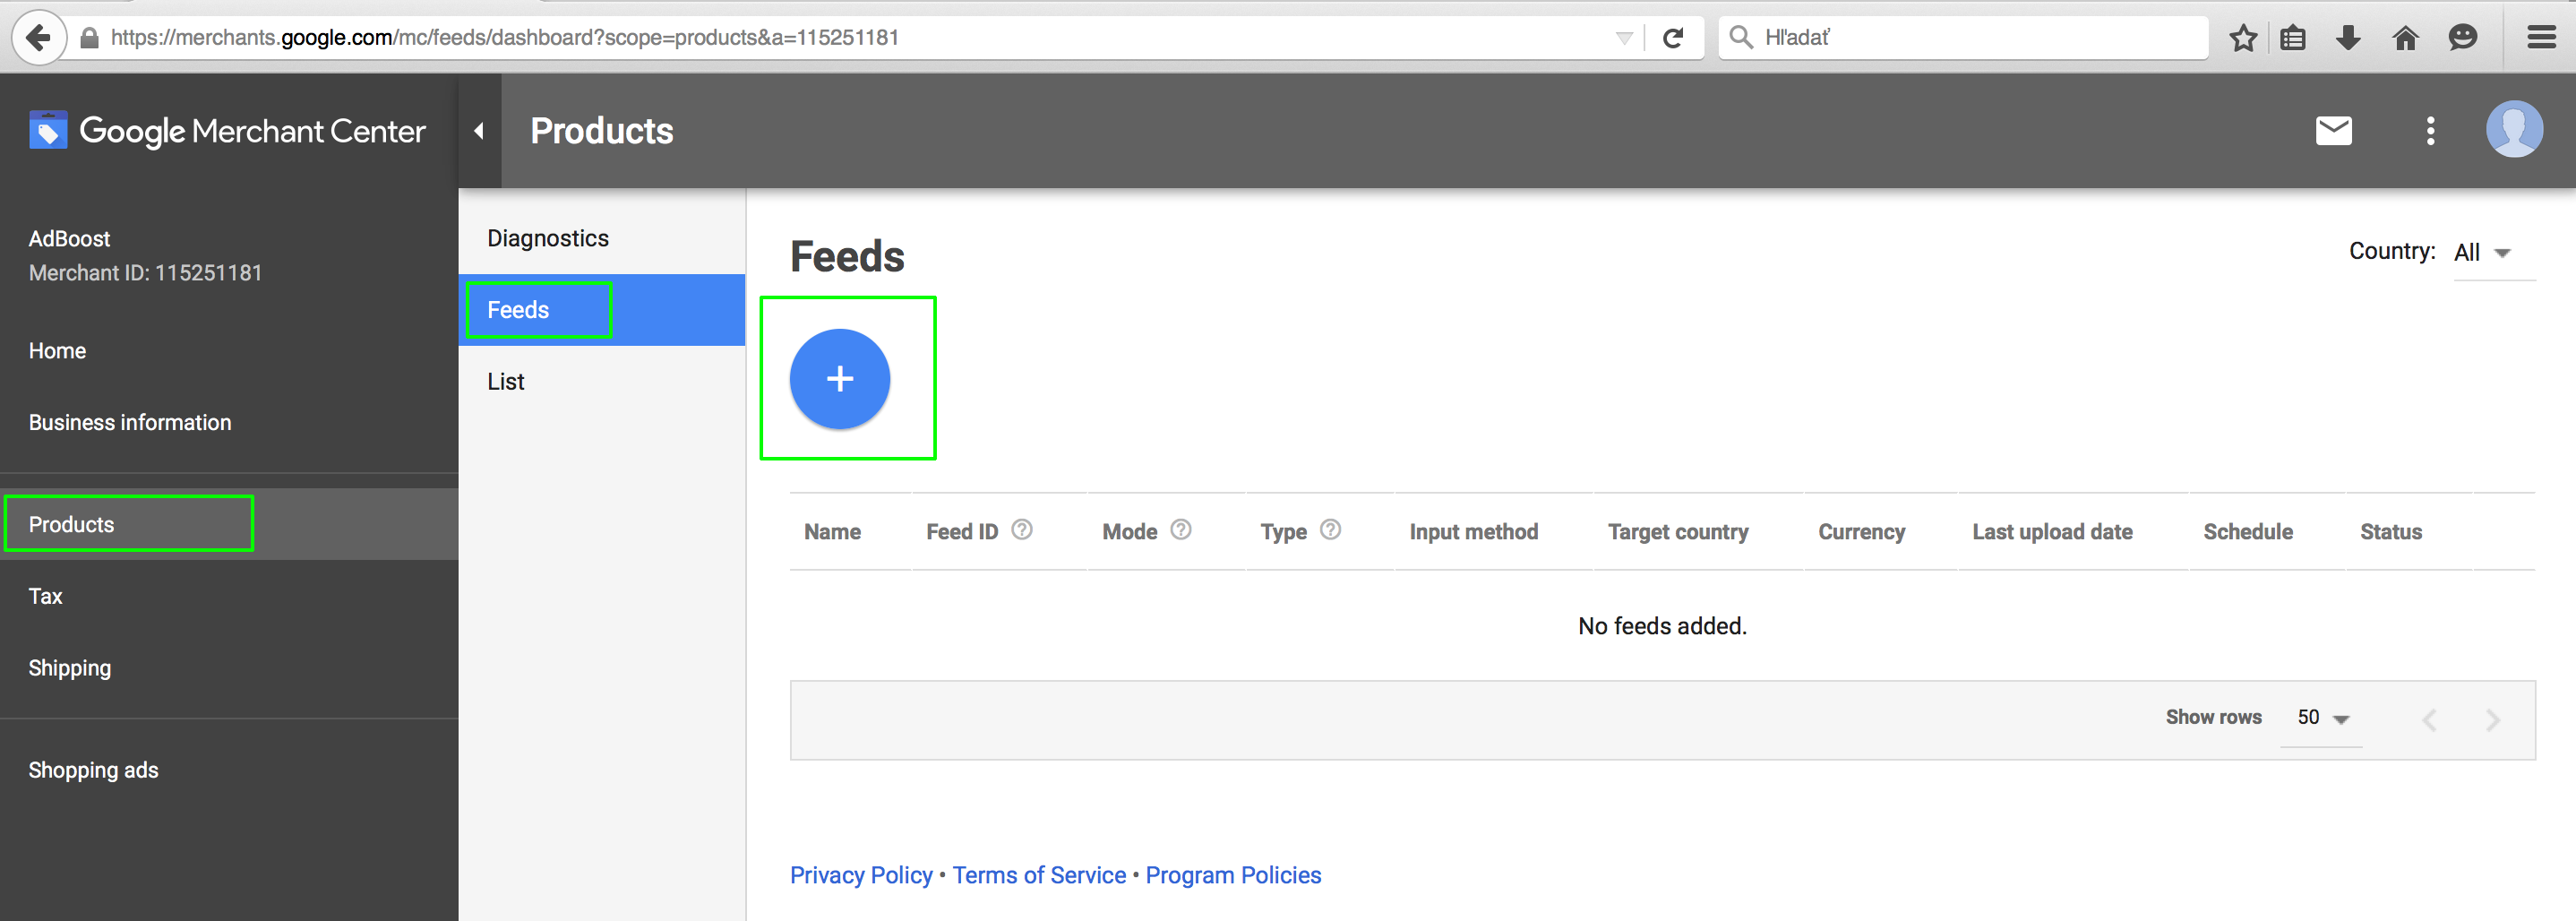 https://merchants.google.com/mc/feeds/dashboard?scope=products&a=115251181
Hľadať
Google Merchant Center
Products
AdBoost
Merchant ID: 115251181
Home
Business information
Products
Tax
Shipping
Shopping ads
Diagnostics
Feeds
List
Feeds
Country: All
+
Name Feed ID ? Mode ? Type ? Input method Target country Currency Last upload date Schedule Status
No feeds added.
Show rows 50
Privacy Policy • Terms of Service • Program Policies